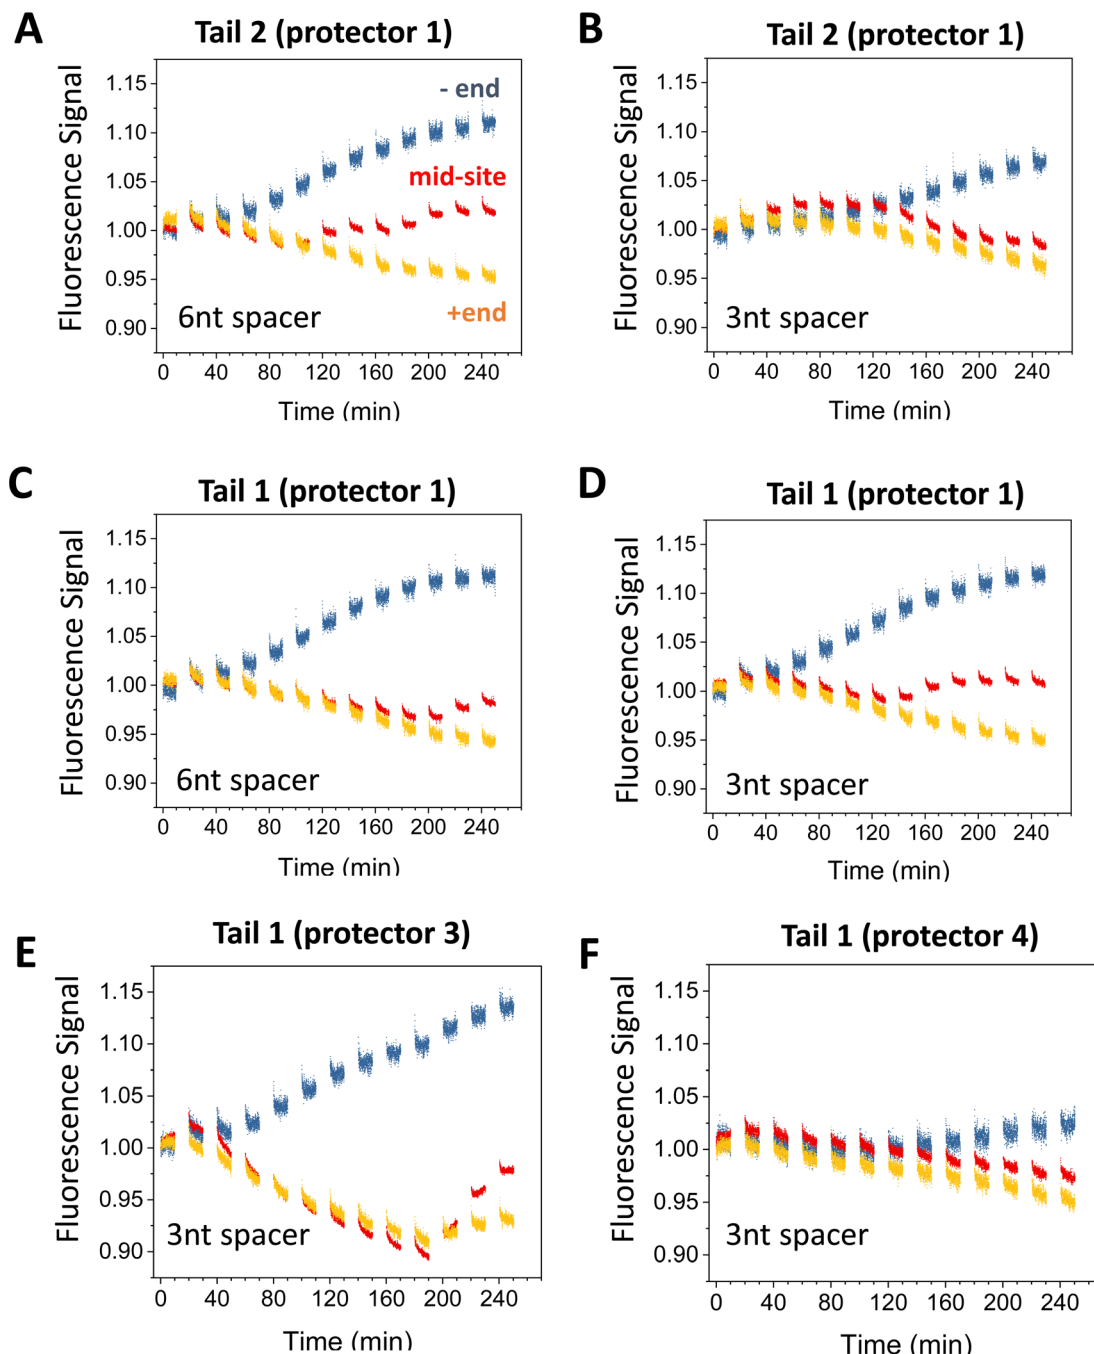 A
Tail 2 (protector 1)
Fluorescence Signal
1.15
1.10
1.05
1.00
0.95
0.90
- end
mid-site
+end
6nt spacer
0 40 80 120 160 200 240
Time (min)
B
Tail 2 (protector 1)
Fluorescence Signal
1.15
1.10
1.05
1.00
0.95
0.90
3nt spacer
0 40 80 120 160 200 240
Time (min)
C
Tail 1 (protector 1)
Fluorescence Signal
1.15
1.10
1.05
1.00
0.95
0.90
6nt spacer
0 40 80 120 160 200 240
Time (min)
D
Tail 1 (protector 1)
Fluorescence Signal
1.15
1.10
1.05
1.00
0.95
0.90
3nt spacer
0 40 80 120 160 200 240
Time (min)
E
Tail 1 (protector 3)
Fluorescence Signal
1.15
1.10
1.05
1.00
0.95
0.90
3nt spacer
0 40 80 120 160 200 240
Time (min)
F
Tail 1 (protector 4)
Fluorescence Signal
1.15
1.10
1.05
1.00
0.95
0.90
3nt spacer
0 40 80 120 160 200 240
Time (min)